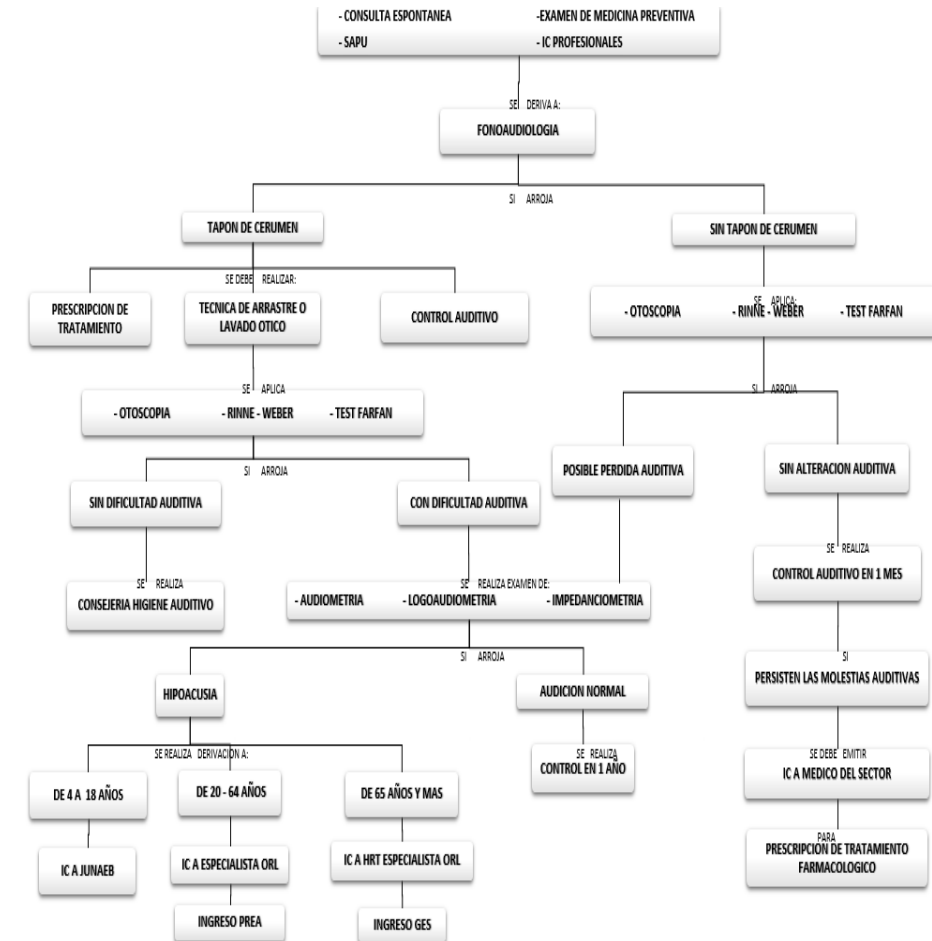 - CONSULTA ESPONTANEA -EXAMEN DE MEDICINA PREVENTIVA
- SAPU - IC PROFESIONALES
SE DERIVA A:
FONOAUDIOLOGIA
SI ARROJA
TAPON DE CERUMEN
SIN TAPON DE CERUMEN
SE DEBE REALIZAR:
PRESCRIPCION DE
TRATAMIENTO
TECNICA DE ARRASTRE O
LAVADO OTICO
CONTROL AUDITIVO
SE APLICA:
- OTOSCOPIA - RINNE - WEBER - TEST FARFAN
SE APLICA
- OTOSCOPIA - RINNE - WEBER - TEST FARFAN
SI ARROJA
SI ARROJA
SIN DIFICULTAD AUDITIVA
CON DIFICULTAD AUDITIVA
POSIBLE PERDIDA AUDITIVA
SIN ALTERACION AUDITIVA
SE REALIZA
CONSEJERIA HIGIENE AUDITIVO
SE REALIZA EXAMEN DE:
- AUDIOMETRIA - LOGOAUDIOMETRIA - IMPEDANCIOMETRIA
SE REALIZA
CONTROL AUDITIVO EN 1 MES
SI ARROJA
SI
PERSISTEN LAS MOLESTIAS AUDITIVAS
HIPOACUSIA
AUDICION NORMAL
SE REALIZA DERIVACION A:
SE REALIZA
CONTROL EN 1 AÑO
SE DEBE EMITIR
IC A MEDICO DEL SECTOR
DE 4 A 18 AÑOS
DE 20 - 64 AÑOS
DE 65 AÑOS Y MAS
PARA
PRESCRIPCIÓN DE TRATAMIENTO
FARMACOLOGICO
IC A JUNAEB
IC A ESPECIALISTA ORL
IC A HRT ESPECIALISTA ORL
INGRESO PREA
INGRESO GES